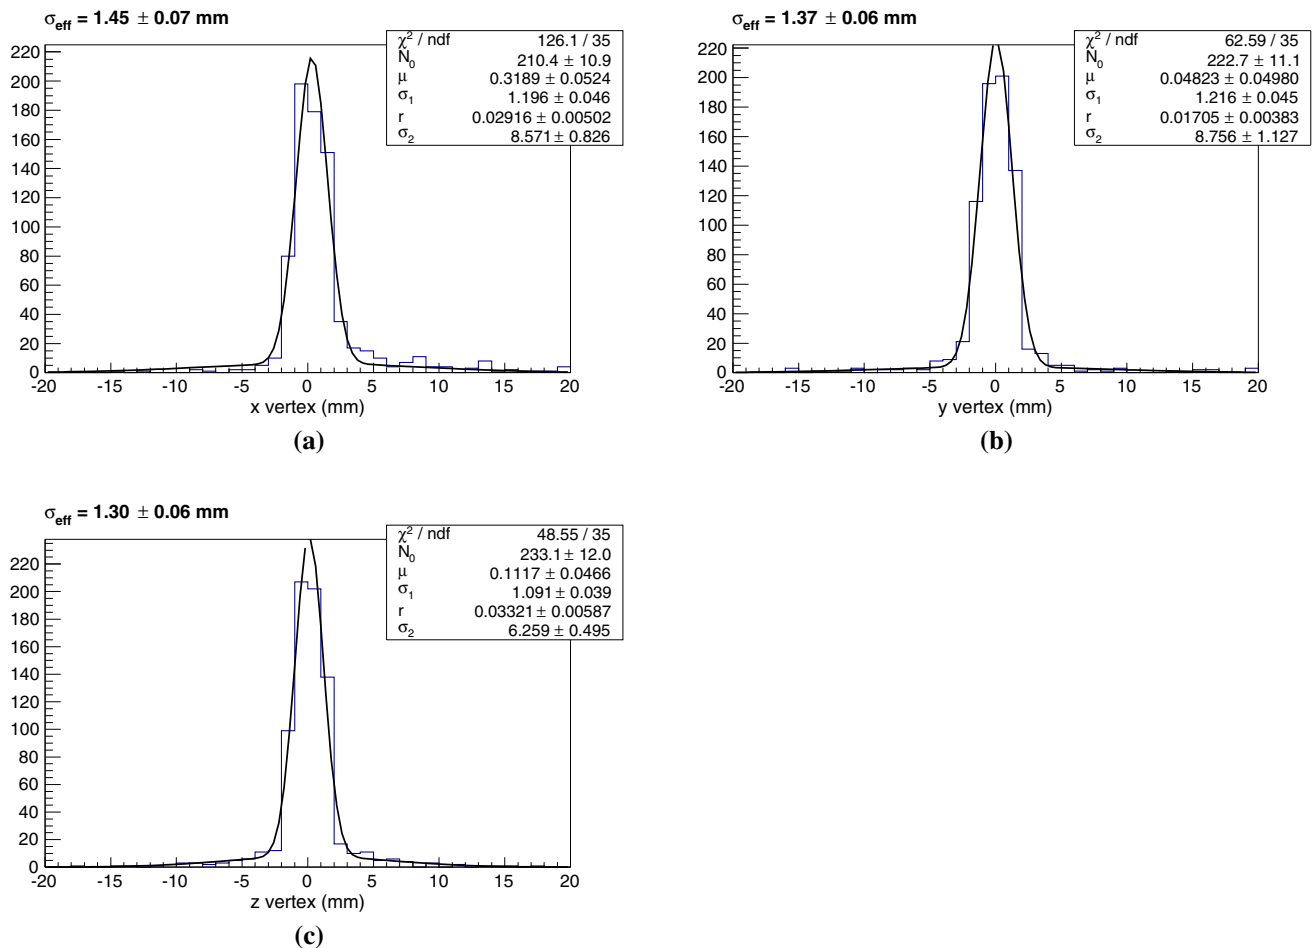 σeff = 1.45 ± 0.07 mm
χ2 / ndf 126.1 / 35
N0 210.4 ± 10.9
μ 0.3189 ± 0.0524
σ1 1.196 ± 0.046
r 0.02916 ± 0.00502
σ2 8.571 ± 0.826
220
200
180
160
140
120
100
80
60
40
20
0
-20 -15 -10 -5 0 5 10 15 20
x vertex (mm)
(a)
σeff = 1.37 ± 0.06 mm
χ2 / ndf 62.59 / 35
N0 222.7 ± 11.1
μ 0.04823 ± 0.04980
σ1 1.216 ± 0.045
r 0.01705 ± 0.00383
σ2 8.756 ± 1.127
220
200
180
160
140
120
100
80
60
40
20
0
-20 -15 -10 -5 0 5 10 15 20
y vertex (mm)
(b)
σeff = 1.30 ± 0.06 mm
χ2 / ndf 48.55 / 35
N0 233.1 ± 12.0
μ 0.1117 ± 0.0466
σ1 1.091 ± 0.039
r 0.03321 ± 0.00587
σ2 6.259 ± 0.495
220
200
180
160
140
120
100
80
60
40
20
0
-20 -15 -10 -5 0 5 10 15 20
z vertex (mm)
(c)